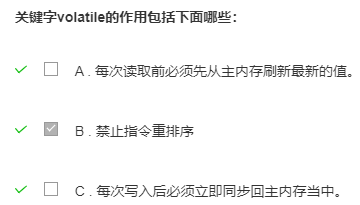 关键字volatile的作用包括下面哪些：
A . 每次读取前必须先从主内存刷新最新的值。
B . 禁止指令重排序
C . 每次写入后必须立即同步回主内存当中。